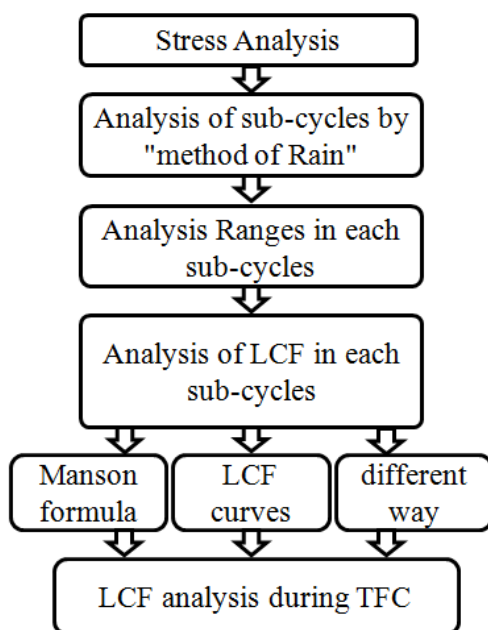 Stress Analysis
Analysis of sub-cycles by
"method of Rain"
Analysis Ranges in each
sub-cycles
Analysis of LCF in each
sub-cycles
Manson
formula
LCF
curves
different
way
LCF analysis during TFC